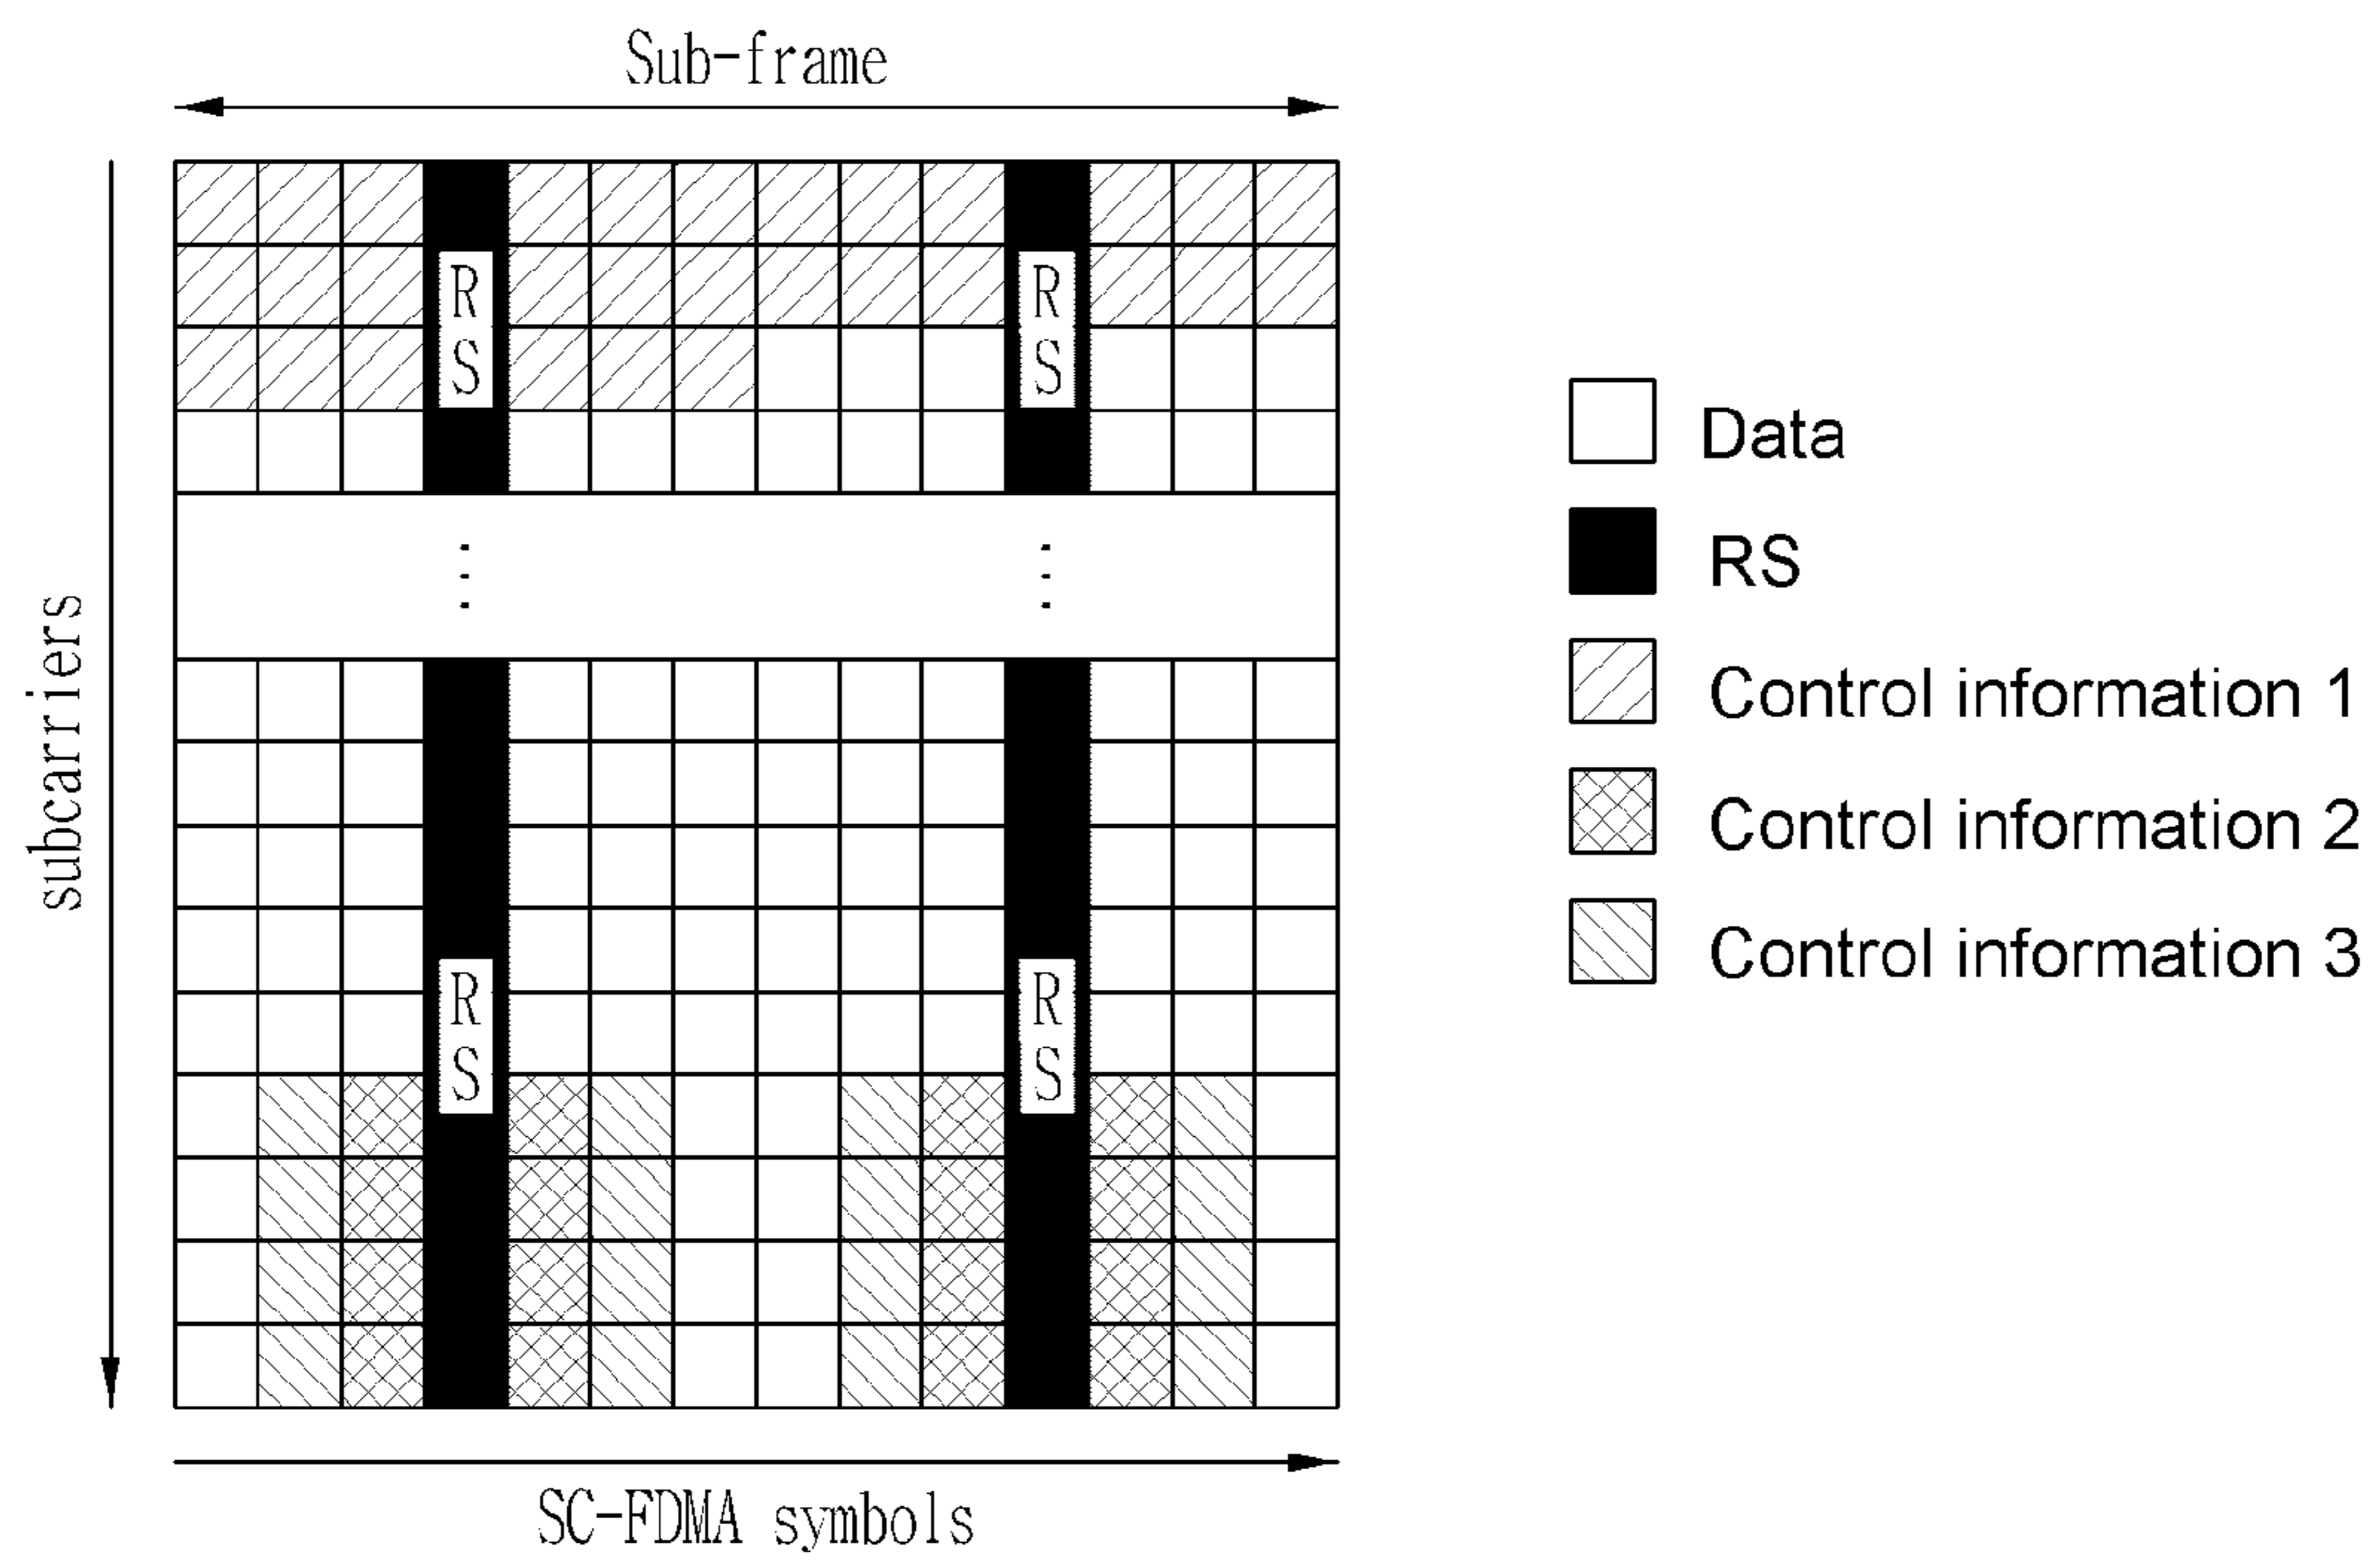 Sub-frame
R
S
R
S
Data
RS
Control information 1
Control information 2
Control information 3
subcarriers
R
S
R
S
SC-FDMA symbols